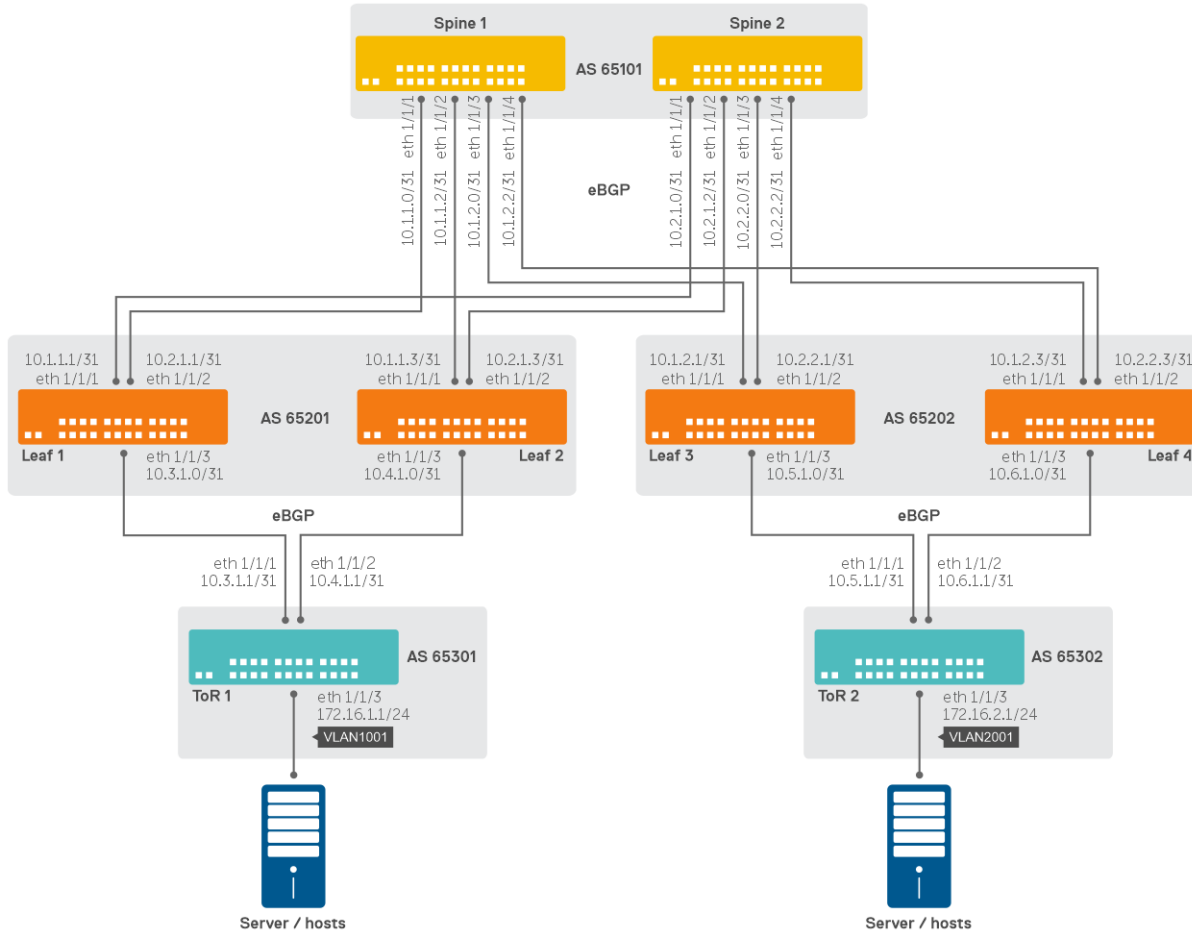 Spine 1
Spine 2
AS 65101
10.1.1.0/31 eth 1/1/1
10.1.1.2/31 eth 1/1/2
10.1.2.0/31 eth 1/1/3
10.1.2.2/31 eth 1/1/4
eBGP
10.2.1.0/31 eth 1/1/1
10.2.1.2/31 eth 1/1/2
10.2.2.0/31 eth 1/1/3
10.2.2.2/31 eth 1/1/4
10.1.1.1/31
eth 1/1/1
10.2.1.1/31
eth 1/1/2
10.1.1.3/31
eth 1/1/1
10.2.1.3/31
eth 1/1/2
10.1.2.1/31
eth 1/1/1
10.2.2.1/31
eth 1/1/2
10.1.2.3/31
eth 1/1/1
10.2.2.3/31
eth 1/1/2
AS 65201
AS 65202
Leaf 1
eth 1/1/3
10.3.1.0/31
eth 1/1/3
10.4.1.0/31
Leaf 2
Leaf 3
eth 1/1/3
10.5.1.0/31
eth 1/1/3
10.6.1.0/31
Leaf 4
eBGP
eBGP
eth 1/1/1
10.3.1.1/31
eth 1/1/2
10.4.1.1/31
eth 1/1/1
10.5.1.1/31
eth 1/1/2
10.6.1.1/31
AS 65301
AS 65302
ToR 1
eth 1/1/3
172.16.1.1/24
VLAN1001
ToR 2
eth 1/1/3
172.16.2.1/24
VLAN2001
Server / hosts
Server / hosts